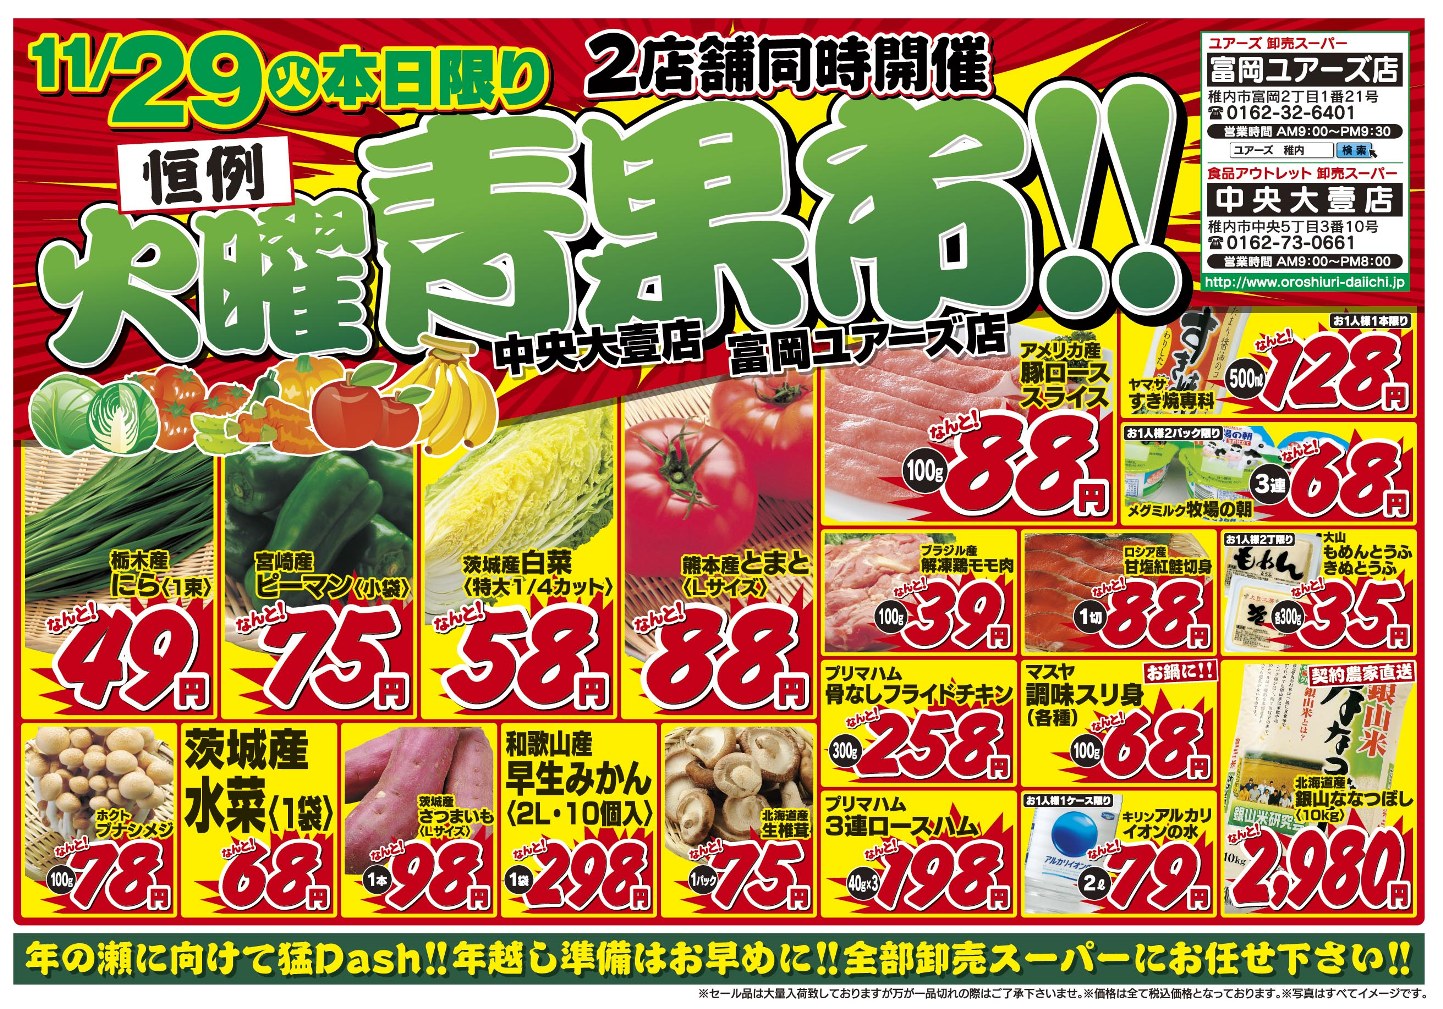 11/29火本日限り
2店舗同時開催
恒例
火曜青果市!!
中央大壹店 富岡ユアーズ店
ユアーズ 卸売スーパー
富岡ユアーズ店
稚内市富岡2丁目1番21号
☎0162-32-6401
営業時間 AM9:00〜PM9:30
ユアーズ 稚内 検索
食品アウトレット 卸売スーパー
中央大壹店
稚内市中央5丁目3番10号
☎0162-73-0661
営業時間 AM9:00〜PM8:00
http://www.oroshiuri-daiichi.jp
栃木産
にら〈1束〉
なんと!
49円
宮崎産
ピーマン〈小袋〉
なんと!
75円
茨城産白菜
〈特大1/4カット〉
なんと!
58円
熊本産とまと
〈Lサイズ〉
なんと!
88円
アメリカ産
豚ロース
スライス
なんと!
100g 88円
お1人様1本限り
ヤマサ
すき焼専科
なんと!
500㎖ 128円
お1人様2パック限り
メグミルク牧場の朝
なんと!
3連 68円
ブラジル産
解凍鶏モモ肉
なんと!
100g 39円
ロシア産
甘塩紅鮭切身
なんと!
1切 88円
お1人様2丁限り
大山
もめんとうふ
きぬとうふ
もめん
なんと!
各300g 35円
プリマハム
骨なしフライドチキン
なんと!
300g 258円
マスヤ
お鍋に!!
調味スリ身
（各種）
なんと!
100g 68円
契約農家直送
銀山米
銀山米とは?
ななつ
銀山米研究会
10kg
北海道産
銀山ななつぼし
〈10kg〉
なんと!
2,980円
ホクト
ブナシメジ
なんと!
100g 78円
茨城産
水菜〈1袋〉
なんと!
68円
茨城産
さつまいも
〈Lサイズ〉
なんと!
1本 98円
和歌山産
早生みかん
〈2L・10個入〉
なんと!
1袋 298円
北海道産
生椎茸
なんと!
1パック 75円
プリマハム
3連ロースハム
なんと!
40g×3 198円
お1人様1ケース限り
キリンアルカリ
イオンの水
アルカリイオン
なんと!
2ℓ 79円
年の瀬に向けて猛Dash!!年越し準備はお早めに!!全部卸売スーパーにお任せ下さい!!
※セール品は大量入荷致しておりますが万が一品切れの際はご了承下さいませ。※価格は全て税込価格となっております。※写真はすべてイメージです。